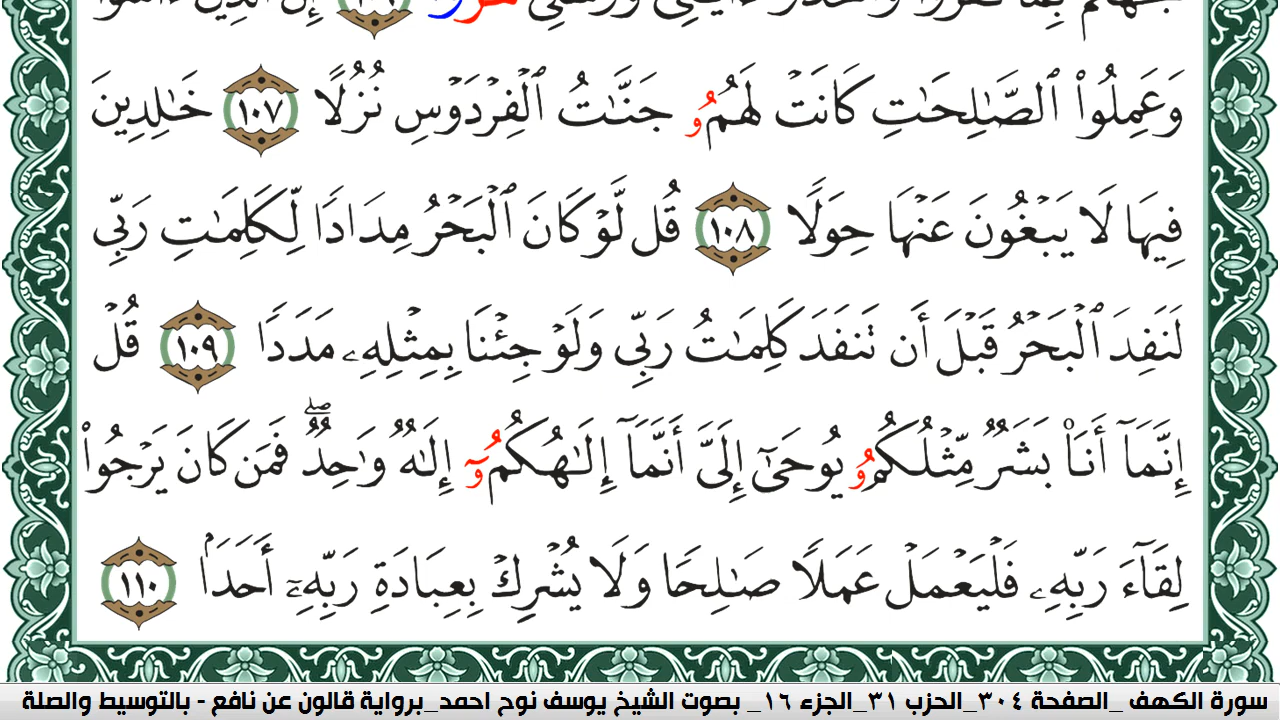 وَعَمِلُوا۟ ٱلصَّـٰلِحَـٰتِ كَانَتْ لَهُمُۥ جَنَّـٰتُ ٱلْفِرْدَوْسِ نُزُلًا ١٠٧ خَـٰلِدِينَ
فِيهَا لَا يَبْغُونَ عَنْهَا حِوَلًا ١٠٨ قُل لَّوْ كَانَ ٱلْبَحْرُ مِدَادًا لِّكَلِمَـٰتِ رَبِّى
لَنَفِدَ ٱلْبَحْرُ قَبْلَ أَن تَنفَدَ كَلِمَـٰتُ رَبِّى وَلَوْ جِئْنَا بِمِثْلِهِۦ مَدَدًا ١٠٩ قُلْ
إِنَّمَآ أَنَا۠ بَشَرٌ مِّثْلُكُمُۥ يُوحَىٰٓ إِلَىَّ أَنَّمَآ إِلَـٰهُكُمُۥٓ إِلَـٰهٌ وَٰحِدٌ ۖ فَمَن كَانَ يَرْجُوا۟
لِقَآءَ رَبِّهِۦ فَلْيَعْمَلْ عَمَلًا صَـٰلِحًا وَلَا يُشْرِكْ بِعِبَادَةِ رَبِّهِۦٓ أَحَدًۢا ١١٠
سورة الكهف _الصفحة ٣٠٤_الحزب ٣١_الجزء ١٦_ بصوت الشيخ يوسف نوح احمد_برواية قالون عن نافع - بالتوسيط والصلة